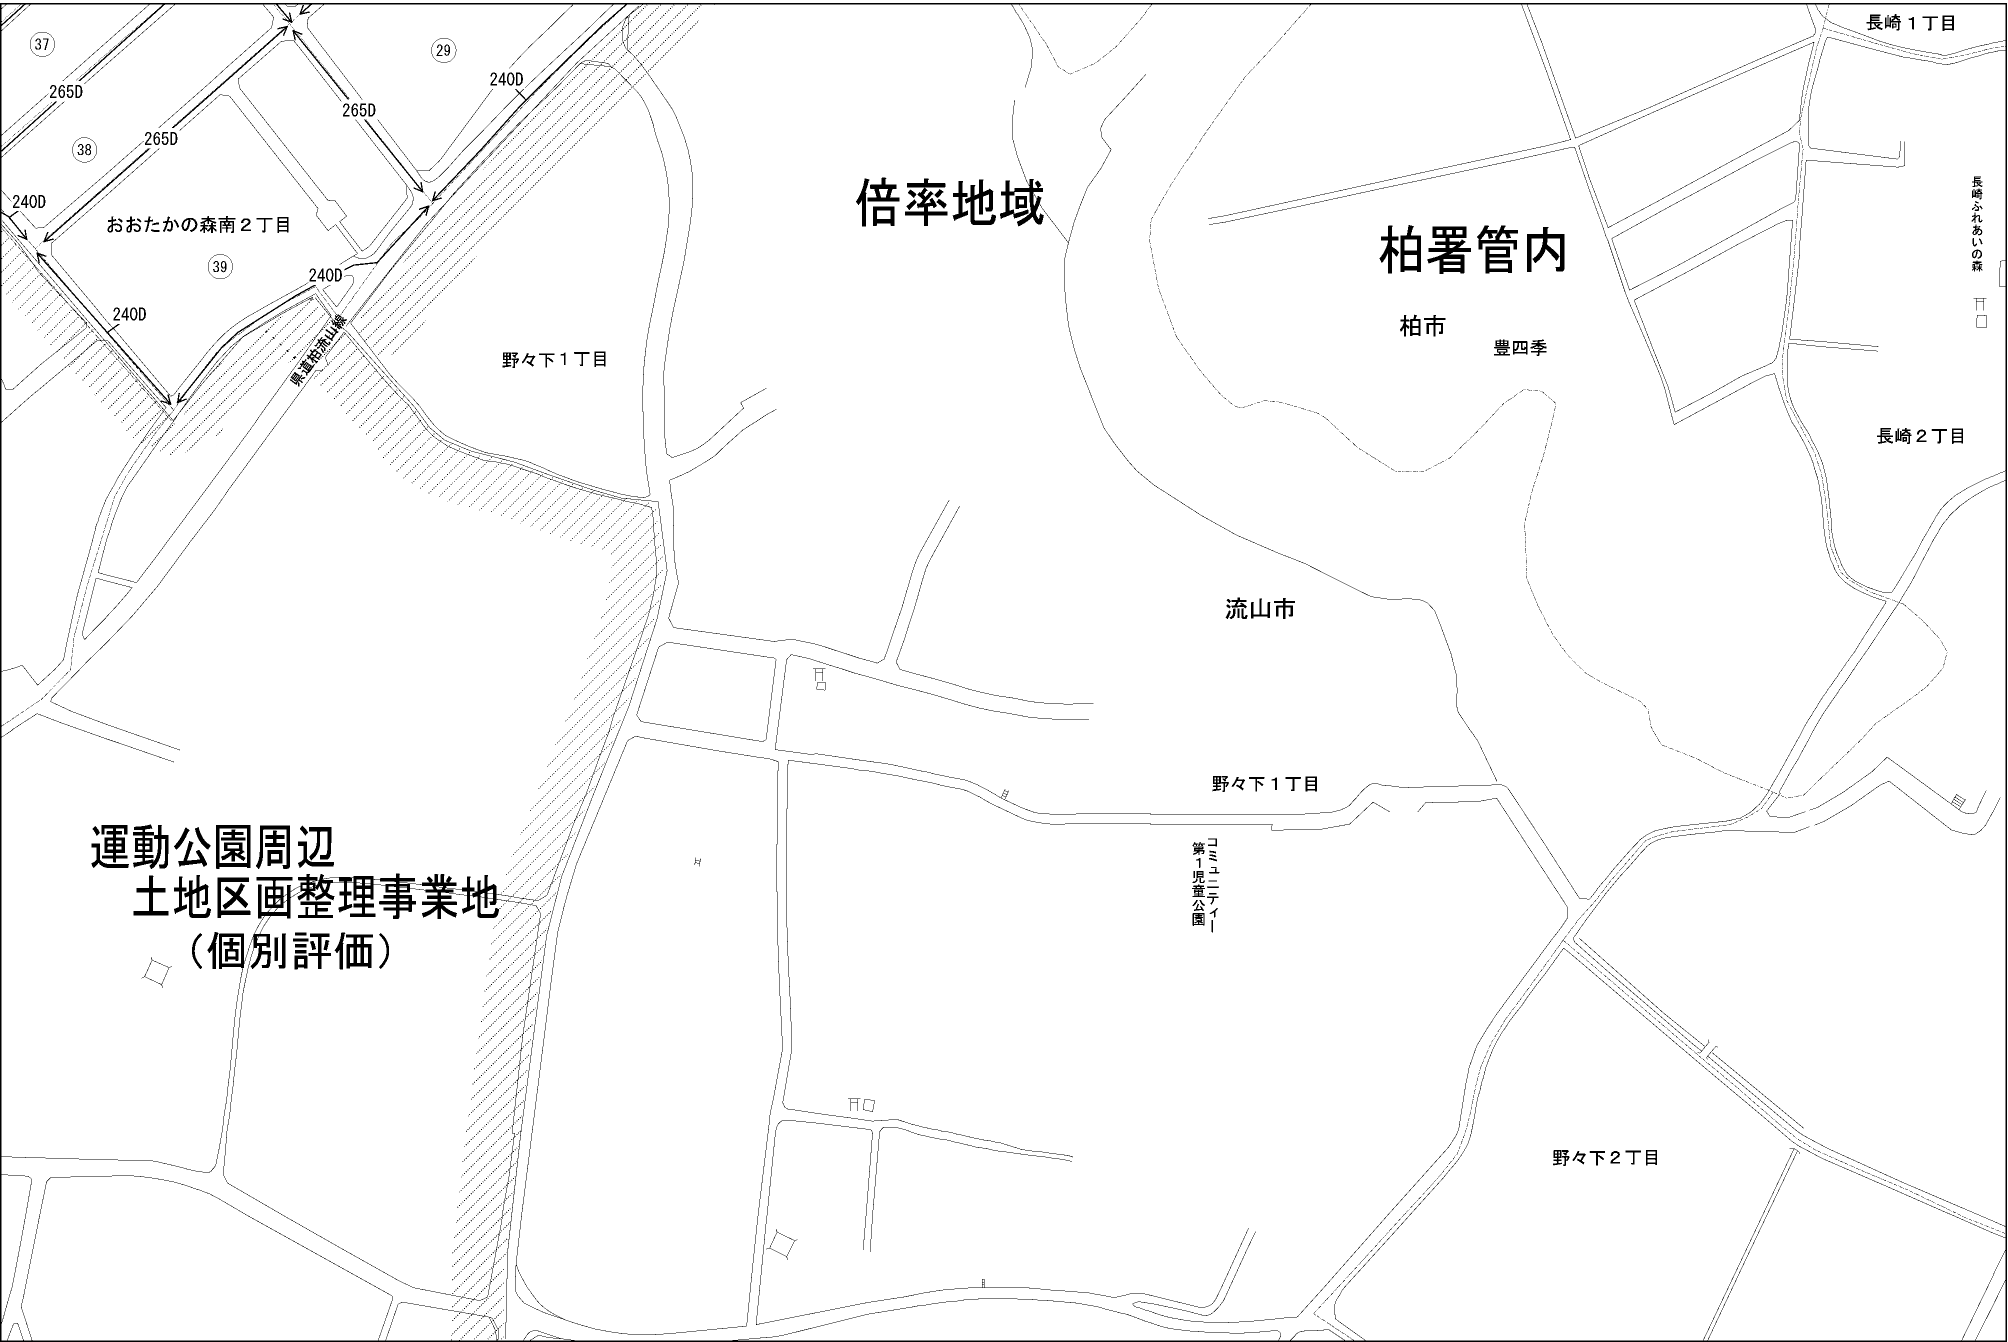 37
29
長崎1丁目
240D
265D
265D
265D
38
240D
おおたかの森南2丁目
39
240D
240D
県道柏流山線
倍率地域
柏署管内
長崎ふれあいの森
柏市
豊四季
野々下1丁目
長崎2丁目
流山市
野々下1丁目
運動公園周辺
土地区画整理事業地
（個別評価）
コミュニティー
第1児童公園
野々下2丁目